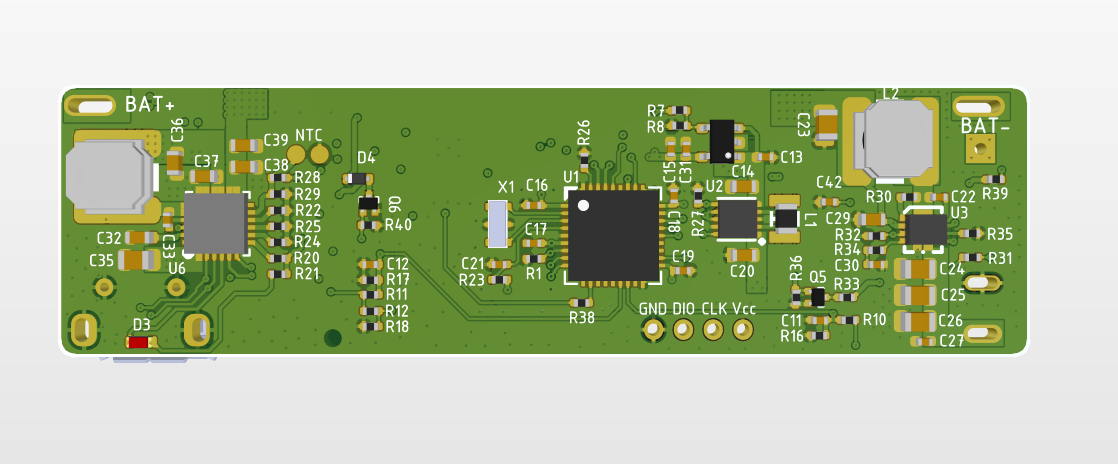 BAT+
C36
NTC
C39
C38
C37
R28
R29
R22
R25
R24
R20
R21
C32
C33
C35
U6
D3
D4
Q6
R40
C12
R17
R11
R12
R18
X1
C16
C17
C21
R23
R1
U1
R26
R38
R7
R8
C15
C31
C13
C14
U2
R27
C18
C19
C20
L1
C23
L2
BAT-
R39
C42
R30
C22
U3
C29
R32
R34
C30
R35
R31
C24
C25
C26
C27
R36
Q5
R33
C11
R10
R16
GND DIO CLK Vcc